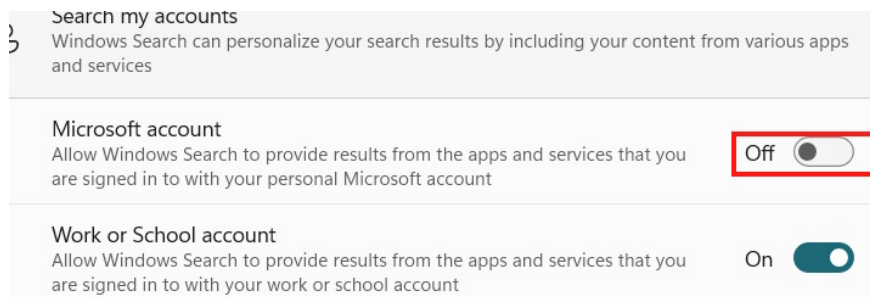 Search my accounts
Windows Search can personalize your search results by including your content from various apps
and services
Microsoft account
Allow Windows Search to provide results from the apps and services that you
are signed in to with your personal Microsoft account
Off
Work or School account
Allow Windows Search to provide results from the apps and services that you
are signed in to with your work or school account
On